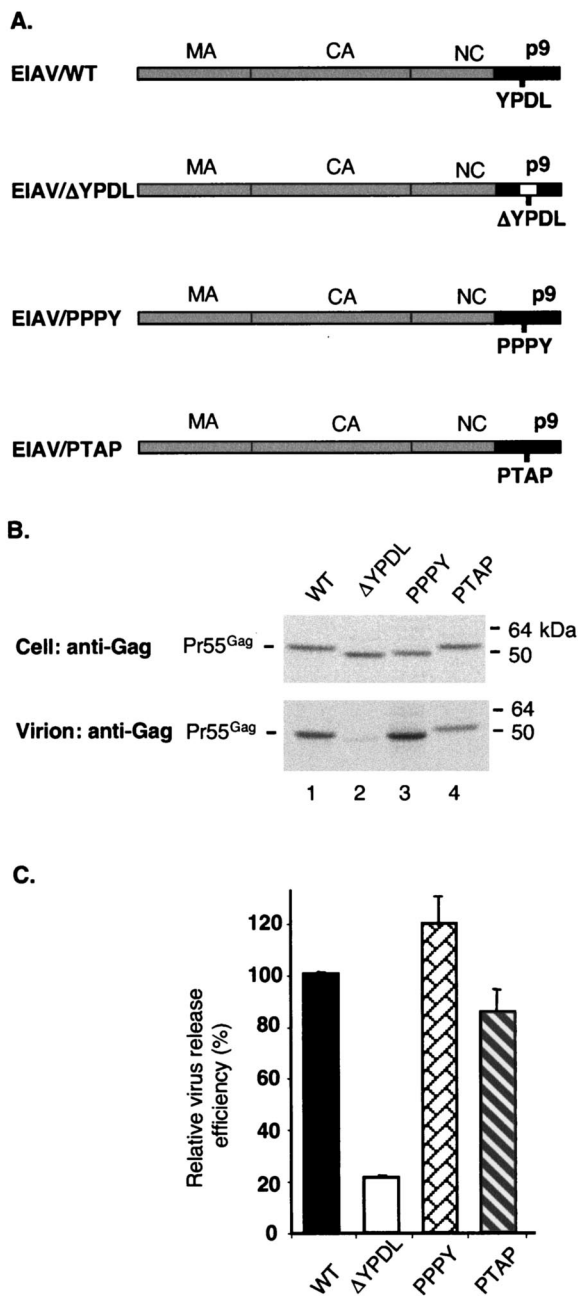 A.
MA CA NC p9
EIAV/WT
YPDL
MA CA NC p9
EIAV/ΔYPDL
ΔYPDL
MA CA NC p9
EIAV/PPPY
PPPY
MA CA NC p9
EIAV/PTAP
PTAP
B.
WT ΔYPDL PPPY PTAP
Cell: anti-Gag Pr55Gag – – 64 kDa
– 50
Virion: anti-Gag Pr55Gag – – 64
– 50
1 2 3 4
C.
Relative virus release
efficiency (%)
120
100
80
60
40
20
0
WT ΔYPDL PPPY PTAP